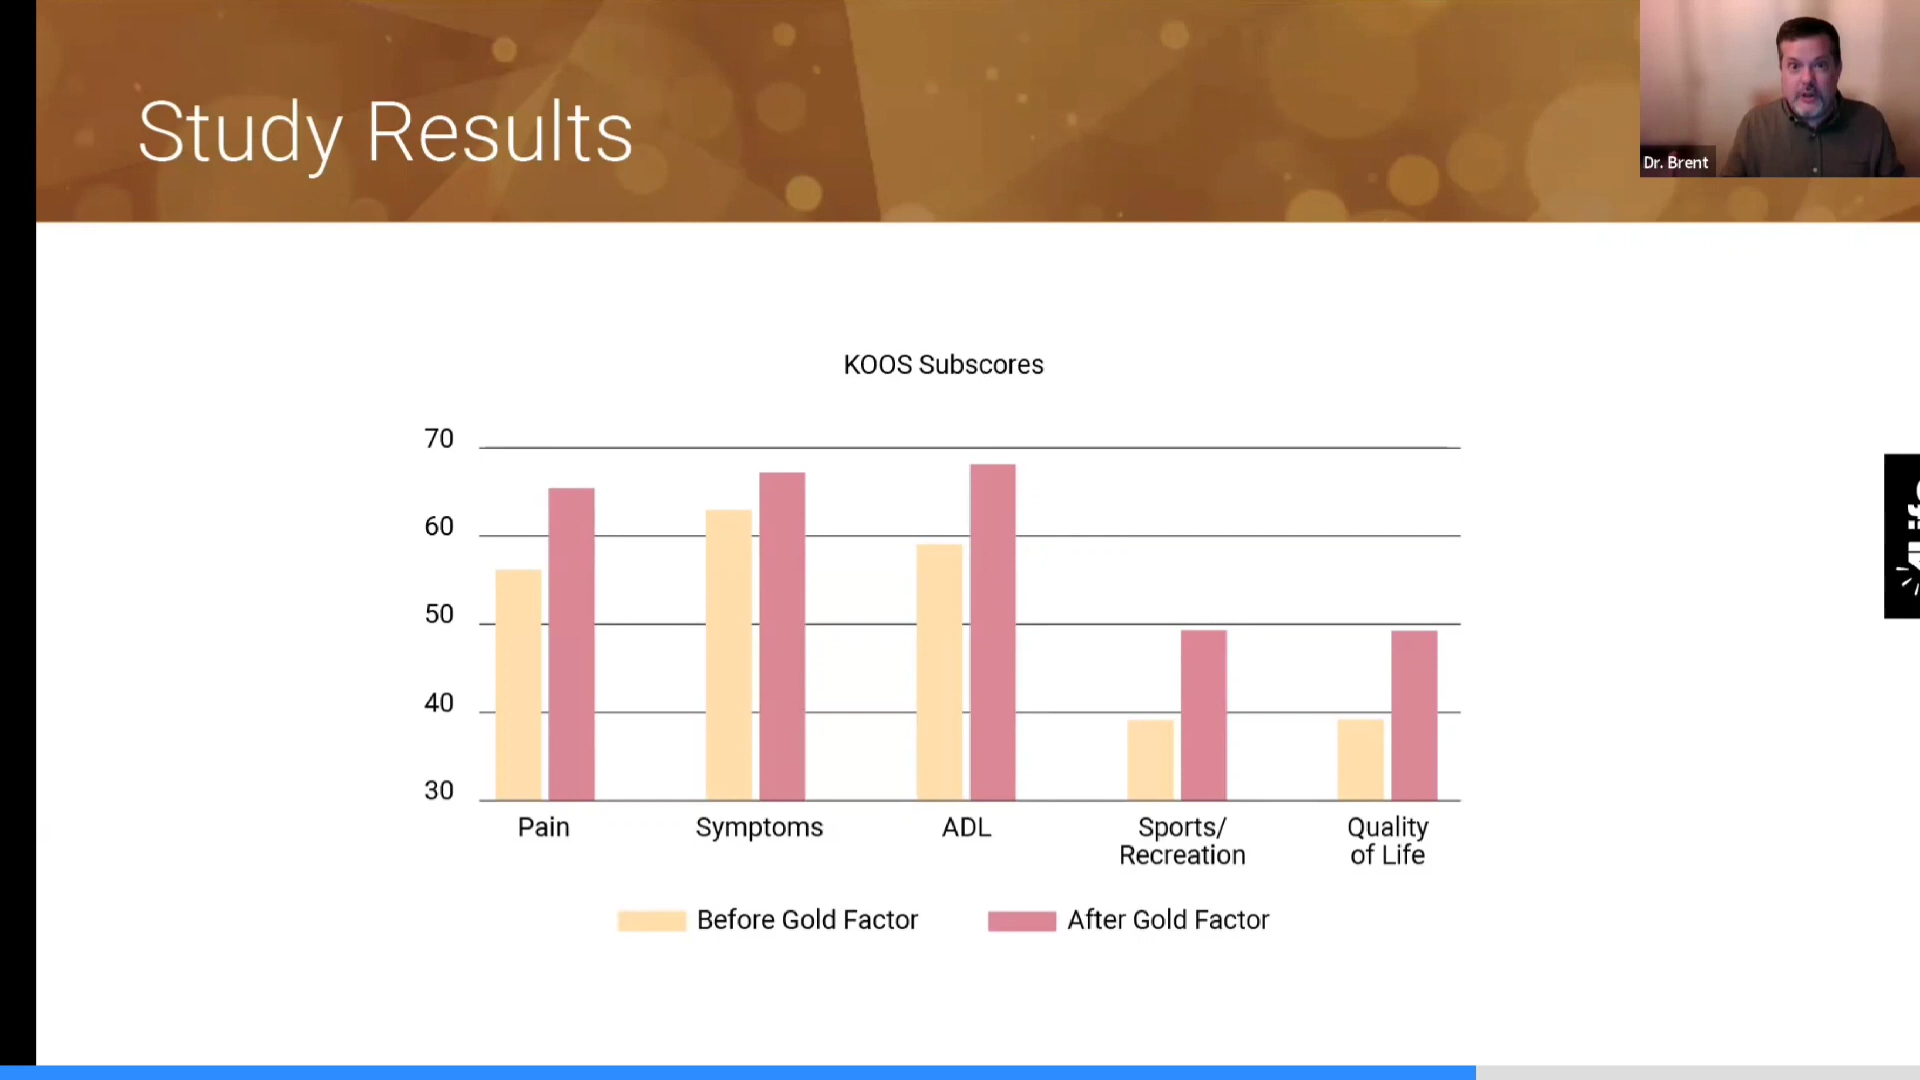 Study Results
Dr. Brent
KOOS Subscores
70
60
50
40
30
Pain
Symptoms
ADL
Sports/
Recreation
Quality
of Life
Before Gold Factor
After Gold Factor